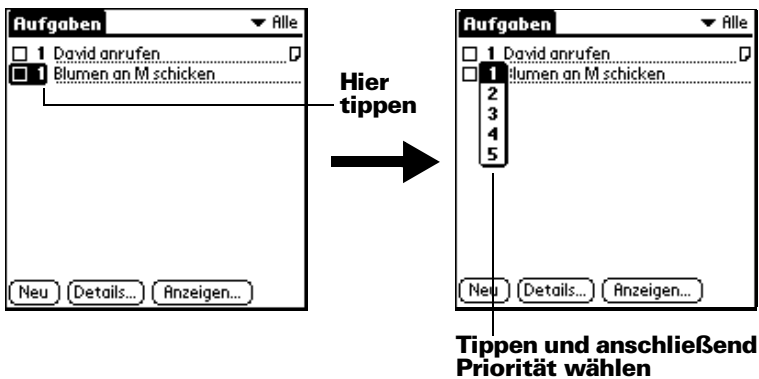 Aufgaben Alle
1 David anrufen
1 Blumen an M schicken
Neu Details... Anzeigen...
Hier
tippen
Aufgaben Alle
1 David anrufen
1 lumen an M schicken
2
3
4
5
Neu Details... Anzeigen...
Tippen und anschließend
Priorität wählen